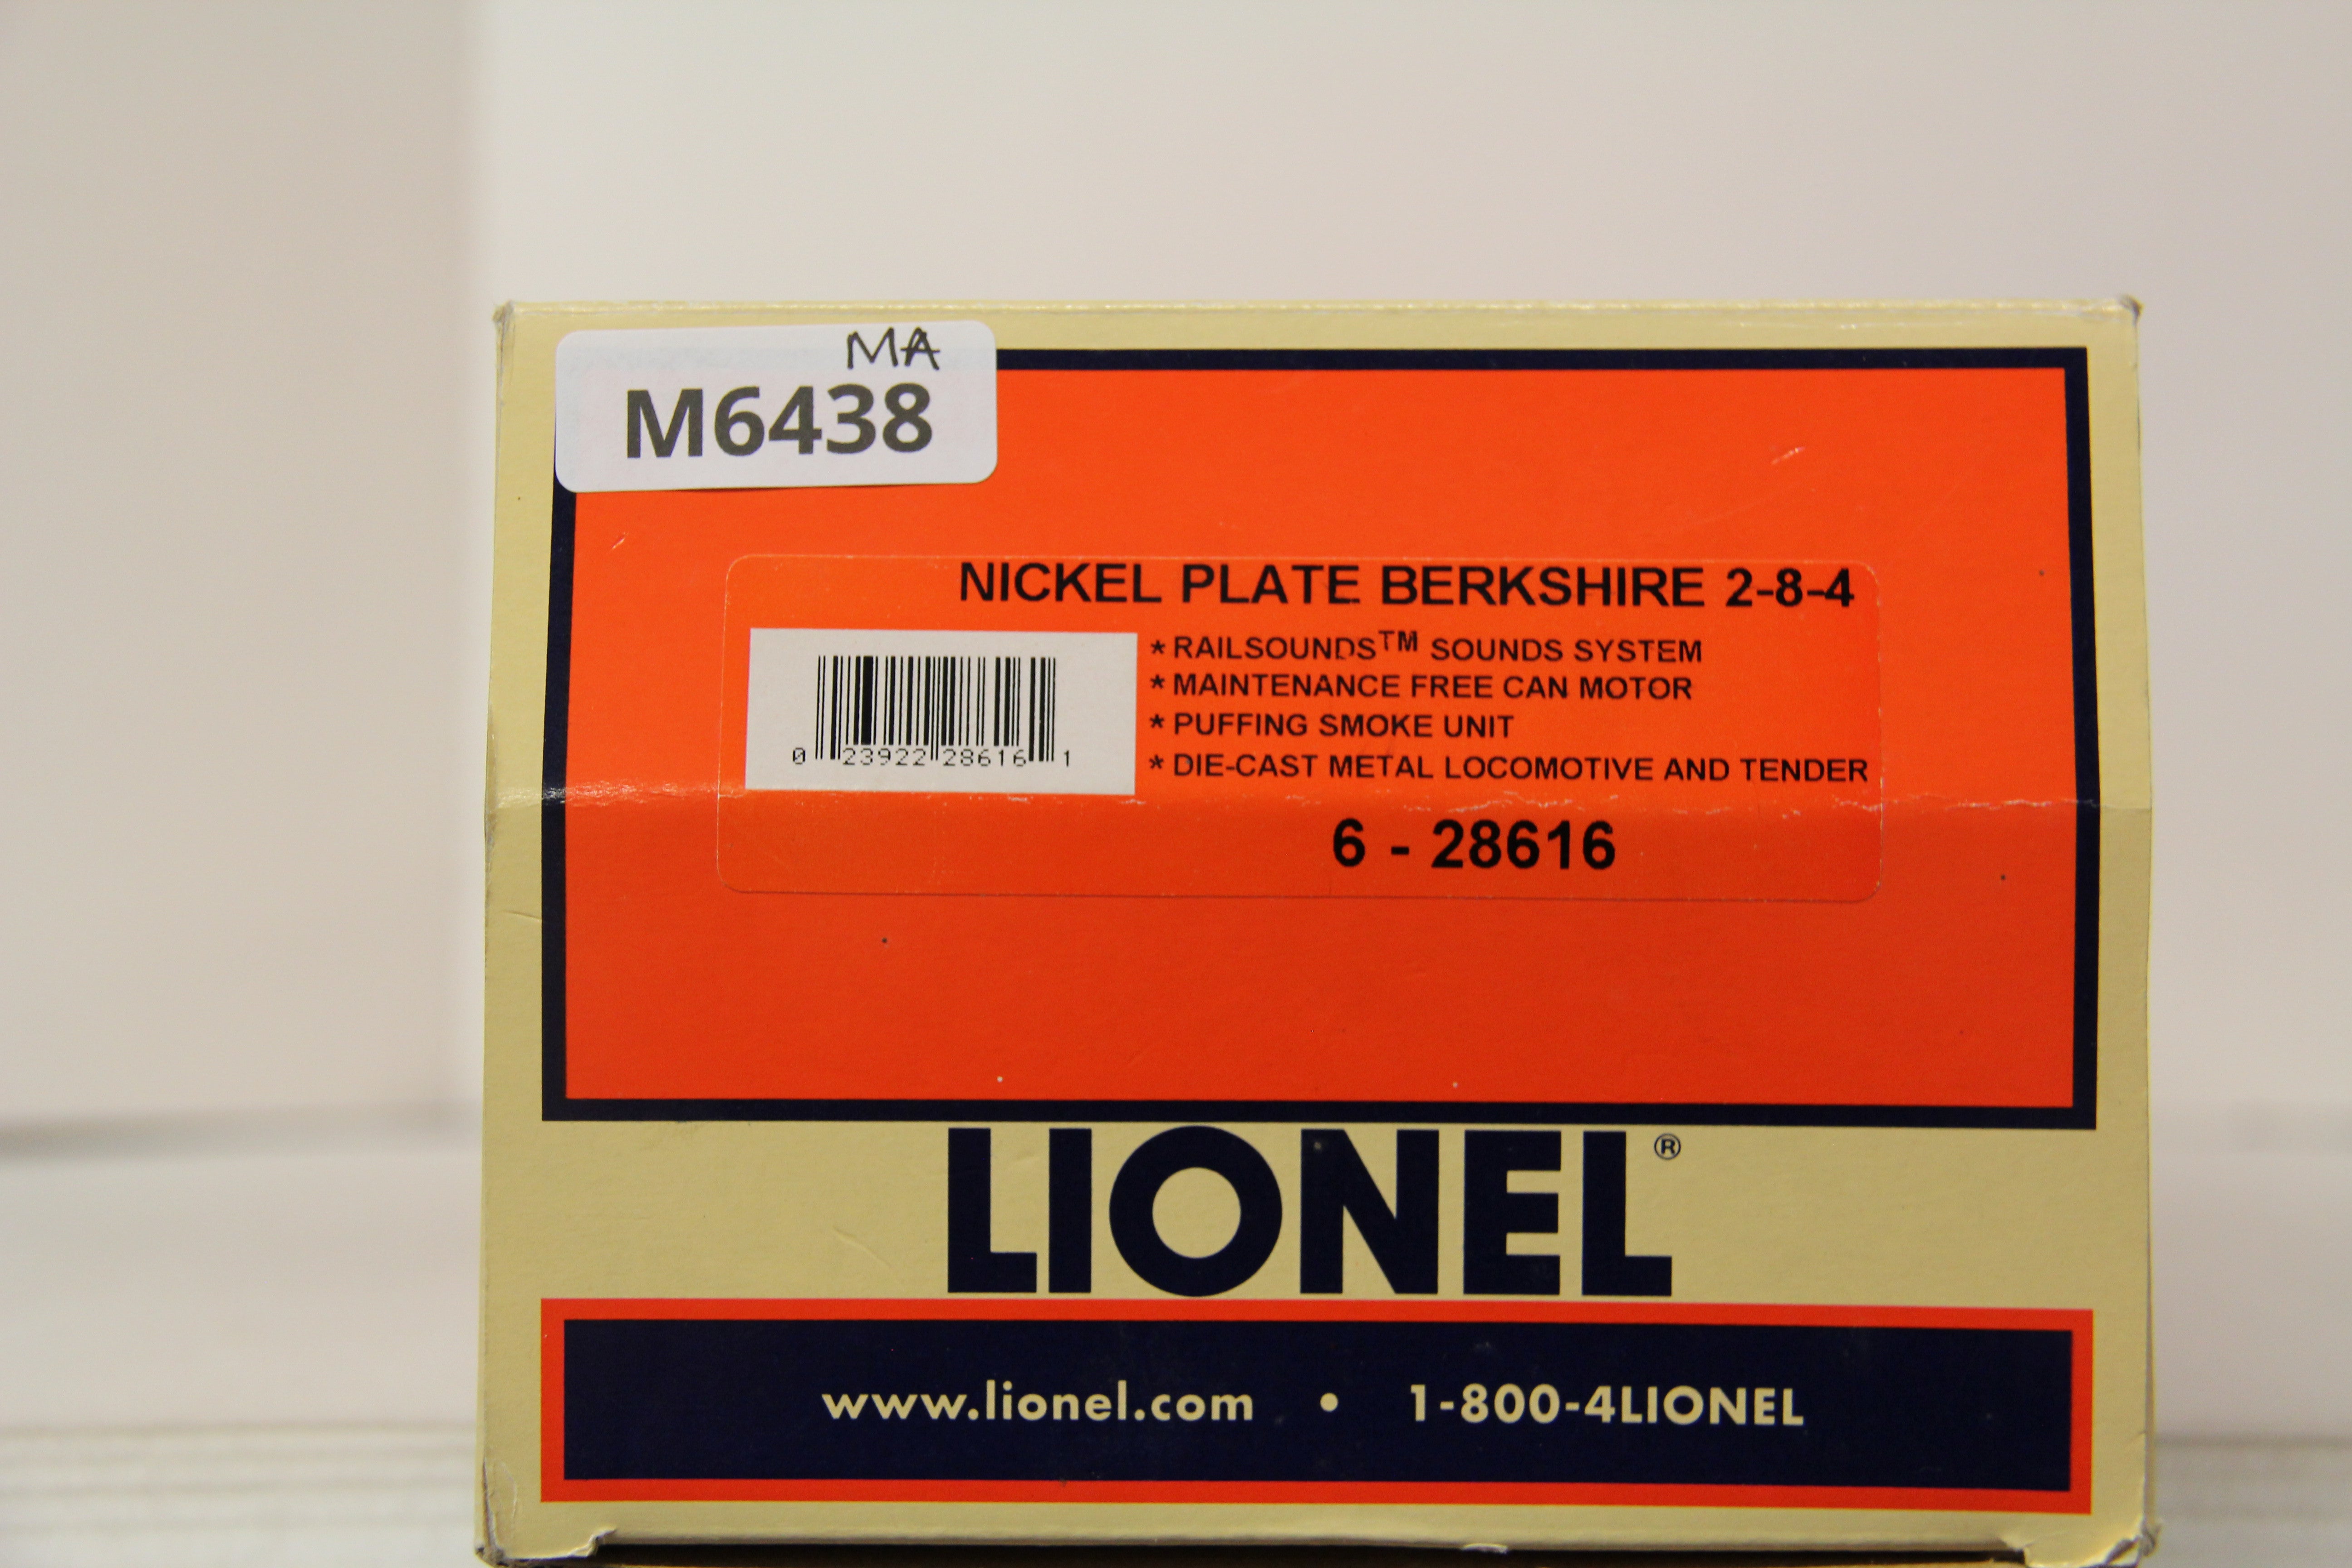 MA
M6438
NICKEL PLATE BERKSHIRE 2-8-4
* RAILSOUNDS™ SOUNDS SYSTEM
* MAINTENANCE FREE CAN MOTOR
* PUFFING SMOKE UNIT
* DIE-CAST METAL LOCOMOTIVE AND TENDER
0 23922 28616 1
6 - 28616
LIONEL®
www.lionel.com • 1-800-4LIONEL